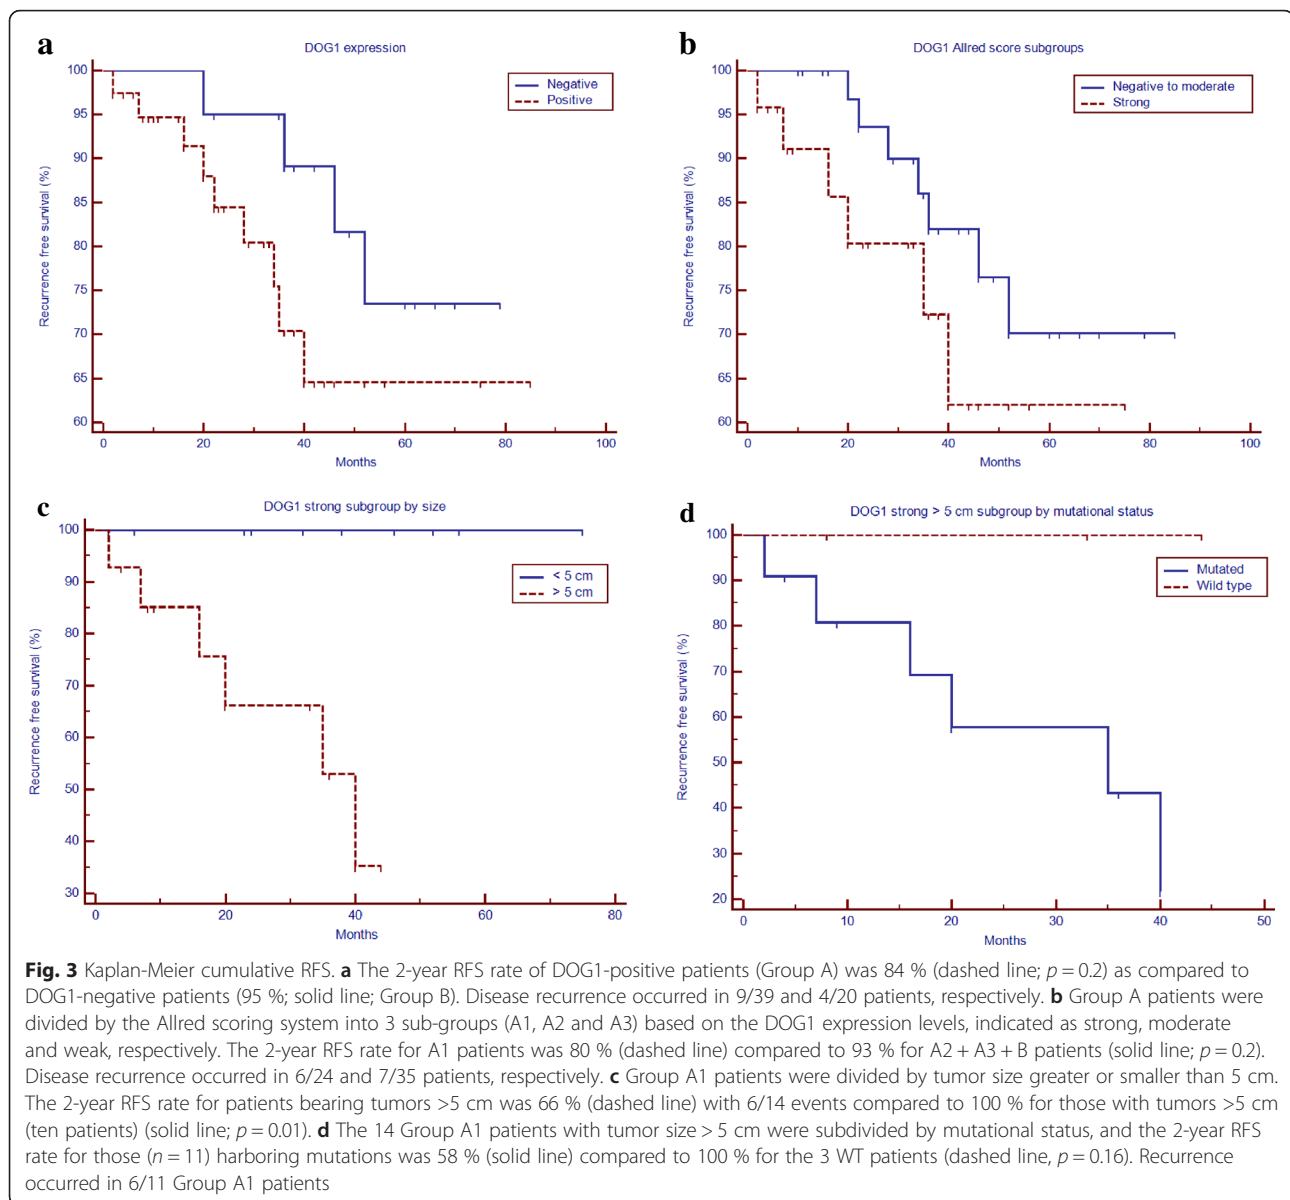 a
DOG1 expression
Negative
Positive
100
95
90
85
80
75
70
65
60
Recurrence free survival (%)
0 20 40 60 80 100
Months
b
DOG1 Allred score subgroups
Negative to moderate
Strong
100
95
90
85
80
75
70
65
60
Recurrence free survival (%)
0 20 40 60 80 100
Months
c
DOG1 strong subgroup by size
< 5 cm
> 5 cm
100
90
80
70
60
50
40
30
Recurrence free survival (%)
0 20 40 60 80
Months
d
DOG1 strong > 5 cm subgroup by mutational status
Mutated
Wild type
100
90
80
70
60
50
40
30
20
Recurrence free survival (%)
0 10 20 30 40 50
Months
Fig. 3 Kaplan-Meier cumulative RFS. a The 2-year RFS rate of DOG1-positive patients (Group A) was 84 % (dashed line; p = 0.2) as compared to
DOG1-negative patients (95 %; solid line; Group B). Disease recurrence occurred in 9/39 and 4/20 patients, respectively. b Group A patients were
divided by the Allred scoring system into 3 sub-groups (A1, A2 and A3) based on the DOG1 expression levels, indicated as strong, moderate
and weak, respectively. The 2-year RFS rate for A1 patients was 80 % (dashed line) compared to 93 % for A2 + A3 + B patients (solid line; p = 0.2).
Disease recurrence occurred in 6/24 and 7/35 patients, respectively. c Group A1 patients were divided by tumor size greater or smaller than 5 cm.
The 2-year RFS rate for patients bearing tumors >5 cm was 66 % (dashed line) with 6/14 events compared to 100 % for those with tumors >5 cm
(ten patients) (solid line; p = 0.01). d The 14 Group A1 patients with tumor size > 5 cm were subdivided by mutational status, and the 2-year RFS
rate for those (n = 11) harboring mutations was 58 % (solid line) compared to 100 % for the 3 WT patients (dashed line, p = 0.16). Recurrence
occurred in 6/11 Group A1 patients